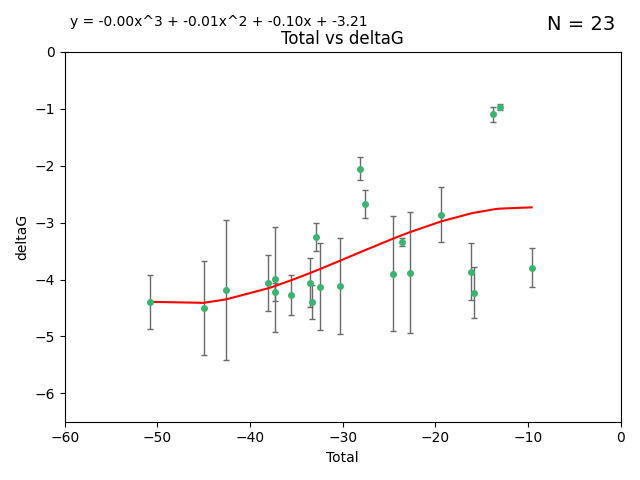 y = -0.00x^3 + -0.01x^2 + -0.10x + -3.21
N = 23
Total vs deltaG
0
−1
−2
−3
−4
−5
−6
deltaG
−60
−50
−40
−30
−20
−10
0
Total